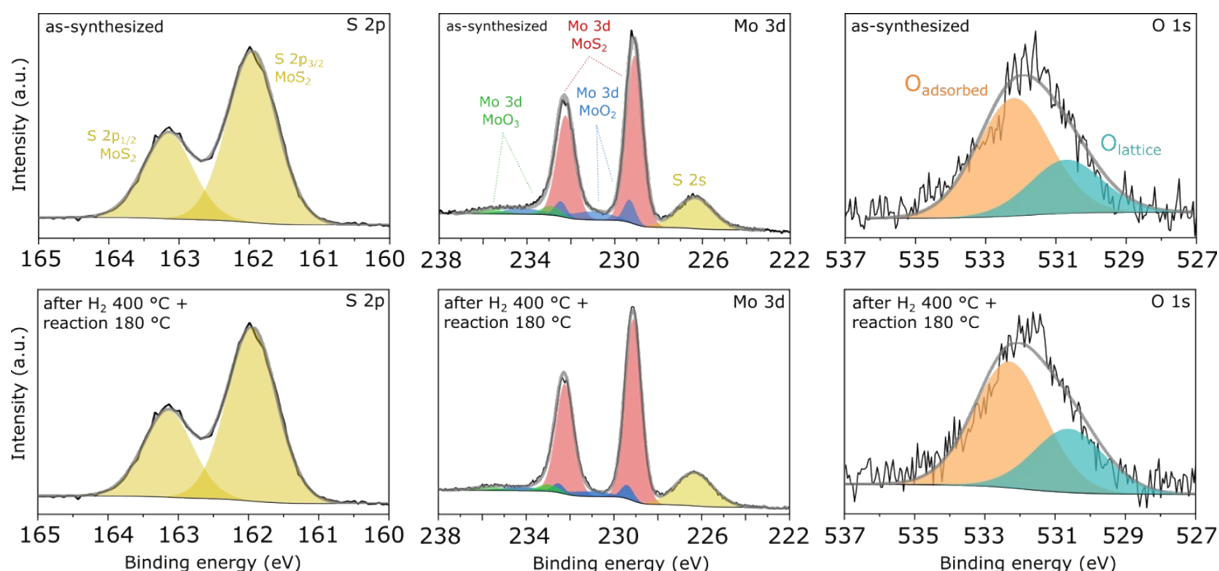 as-synthesized
S 2p
S 2p3/2
MoS2
S 2p1/2
MoS2
Intensity (a.u.)
165 164 163 162 161 160
as-synthesized
Mo 3d
Mo 3d
MoS2
Mo 3d
MoO3
Mo 3d
MoO2
S 2s
238 234 230 226 222
O 1s
Oadsorbed
Olattice
537 535 533 531 529 527
after H2 400 °C +
reaction 180 °C
S 2p
Intensity (a.u.)
165 164 163 162 161 160
Binding energy (eV)
after H2 400 °C +
reaction 180 °C
Mo 3d
238 234 230 226 222
Binding energy (eV)
after H2 400 °C +
reaction 180 °C
O 1s
537 535 533 531 529 527
Binding energy (eV)